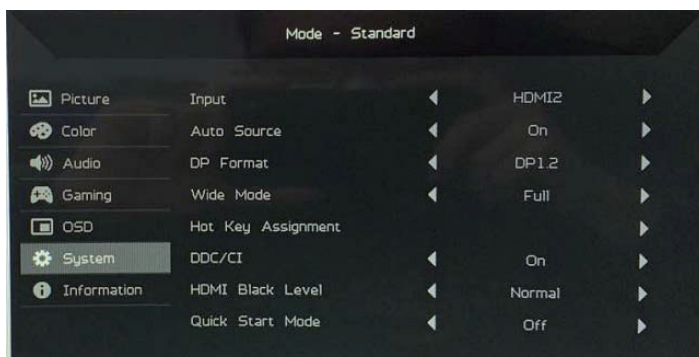 Mode - Standard
Picture Input HDMI2
Color Auto Source On
Audio DP Format DP1.2
Gaming Wide Mode Full
OSD Hot Key Assignment
System DDC/CI On
Information HDMI Black Level Normal
Quick Start Mode Off